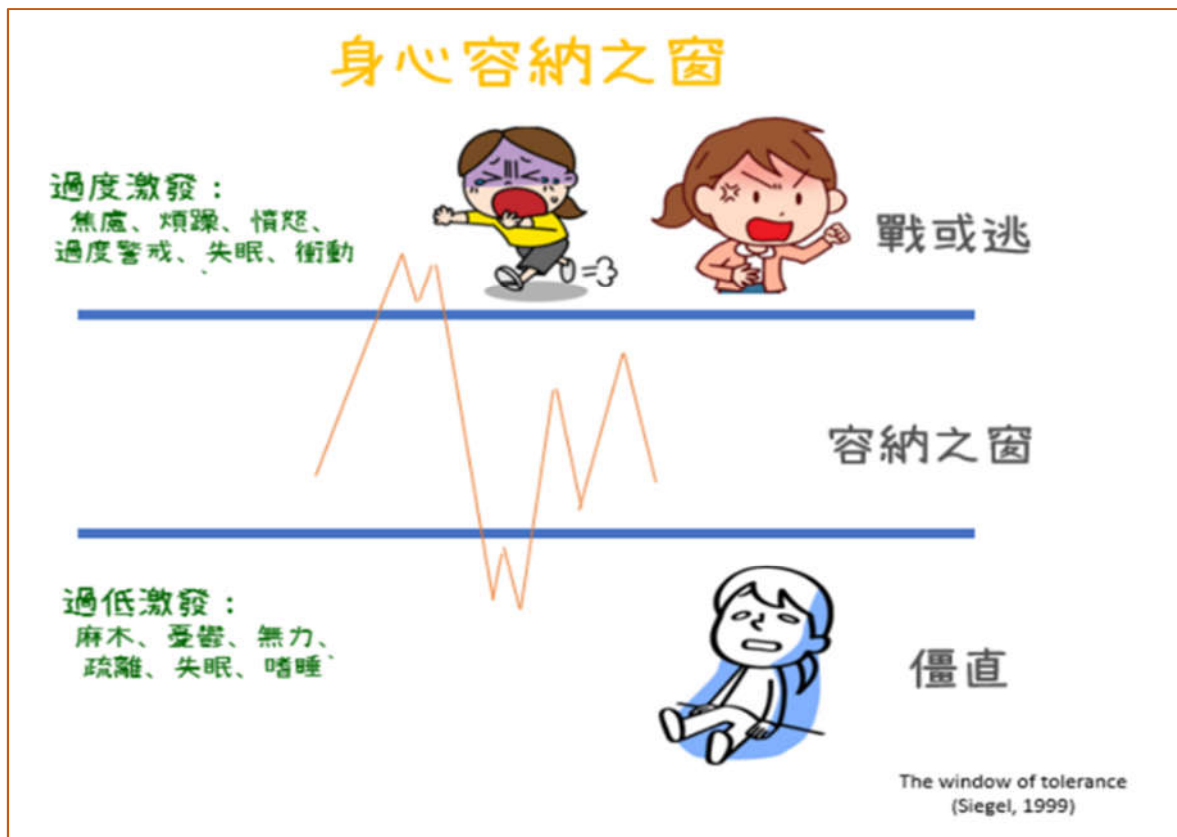 身心容納之窗
過度激發：
焦慮、煩躁、憤怒、
過度警戒、失眠、衝動
戰或逃
容納之窗
過低激發：
麻木、憂鬱、無力、
疏離、失眠、嗜睡
僵直
The window of tolerance
(Siegel, 1999)